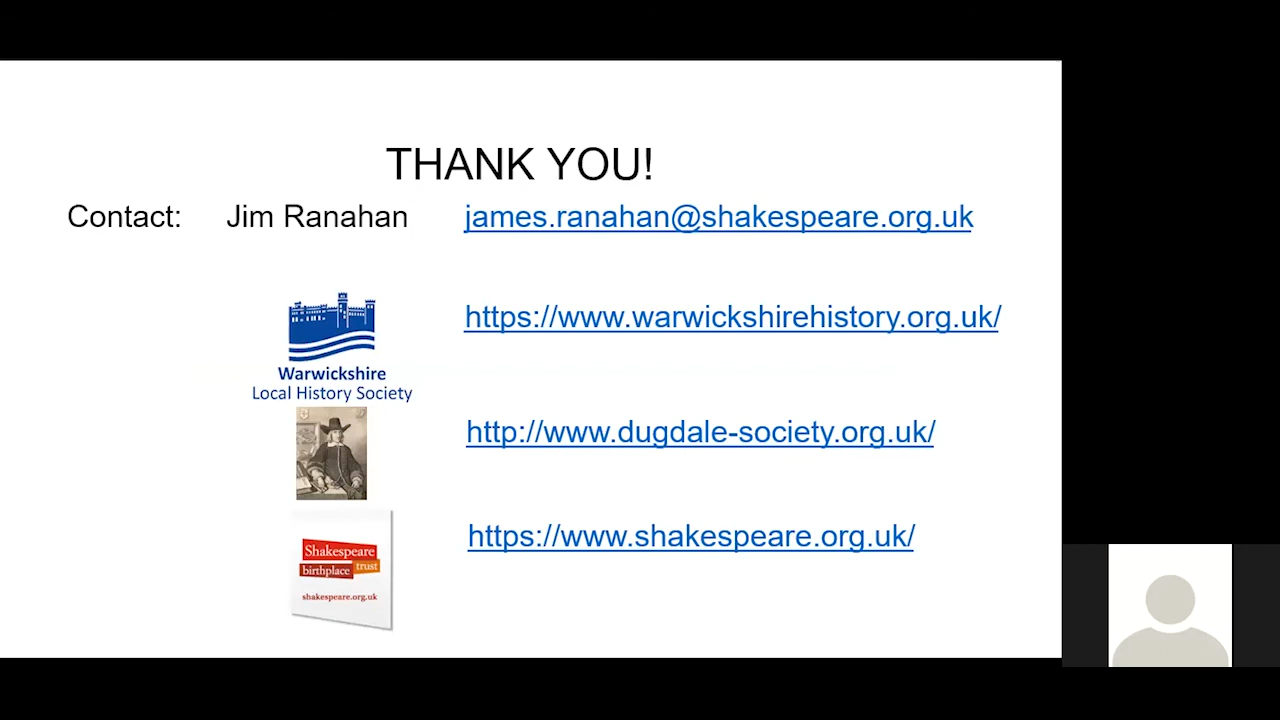 THANK YOU!
Contact: Jim Ranahan james.ranahan@shakespeare.org.uk
https://www.warwickshirehistory.org.uk/
Warwickshire
Local History Society
http://www.dugdale-society.org.uk/
https://www.shakespeare.org.uk/
Shakespeare
birthplace trust
shakespeare.org.uk